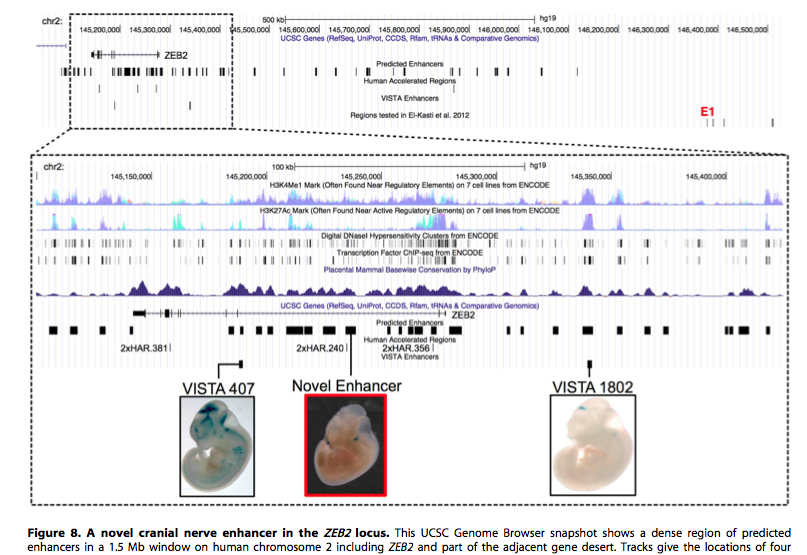 chr2: 500 kb hg19
145,200,000 145,300,000 145,400,000 145,500,000 145,600,000 145,700,000 145,800,000 145,900,000 146,000,000 146,100,000 146,200,000 146,300,000 146,400,000 146,500,000
UCSC Genes (RefSeq, UniProt, CCDS, Rfam, tRNAs & Comparative Genomics)
ZEB2
Predicted Enhancers
Human Accelerated Regions
VISTA Enhancers
Regions tested in El-Kasti et al. 2012
E1
chr2: 100 kb hg19
145,150,000 145,200,000 145,250,000 145,300,000 145,350,000 145,400,000
H3K4Me1 Mark (Often Found Near Regulatory Elements) on 7 cell lines from ENCODE
H3K27Ac Mark (Often Found Near Active Regulatory Elements) on 7 cell lines from ENCODE
Digital DNaseI Hypersensitivity Clusters from ENCODE
Transcription Factor ChIP-seq from ENCODE
Placental Mammal Basewise Conservation by PhyloP
UCSC Genes (RefSeq, UniProt, CCDS, Rfam, tRNAs & Comparative Genomics)
ZEB2
Predicted Enhancers
Human Accelerated Regions
2xHAR.381 2xHAR.240 2xHAR.356
VISTA Enhancers
VISTA 407 Novel Enhancer VISTA 1802
Figure 8. A novel cranial nerve enhancer in the ZEB2 locus. This UCSC Genome Browser snapshot shows a dense region of predicted
enhancers in a 1.5 Mb window on human chromosome 2 including ZEB2 and part of the adjacent gene desert. Tracks give the locations of four